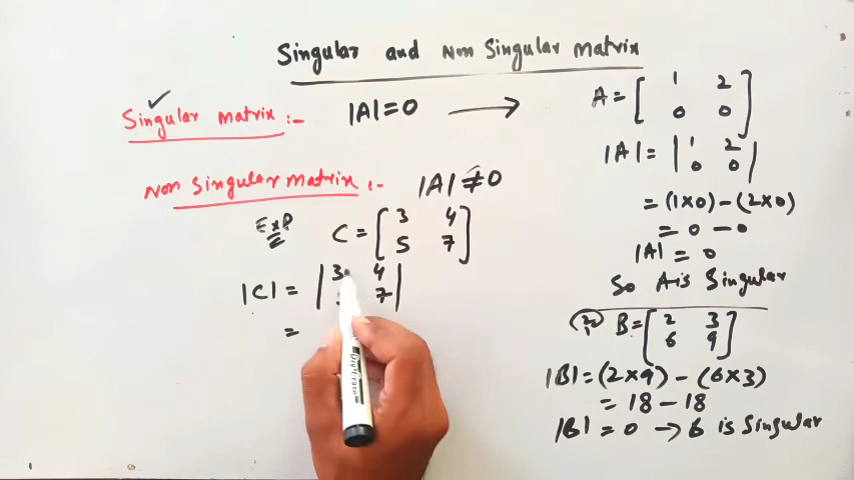 Singular and Non Singular matrix
Singular matrix :- |A|=0 ⟶
Non Singular matrix :- |A| ≠ 0
Exp C = [3 4
5 7]
|C| = |3 4
7|
=
A = [1 2
0 0]
|A| = |1 2
0 0|
= (1×0) - (2×0)
= 0 - 0
|A| = 0
So A is Singular
B = [2 3
6 9]
|B| = (2×9) - (6×3)
= 18 - 18
|B| = 0 → B is Singular
Dry Erase